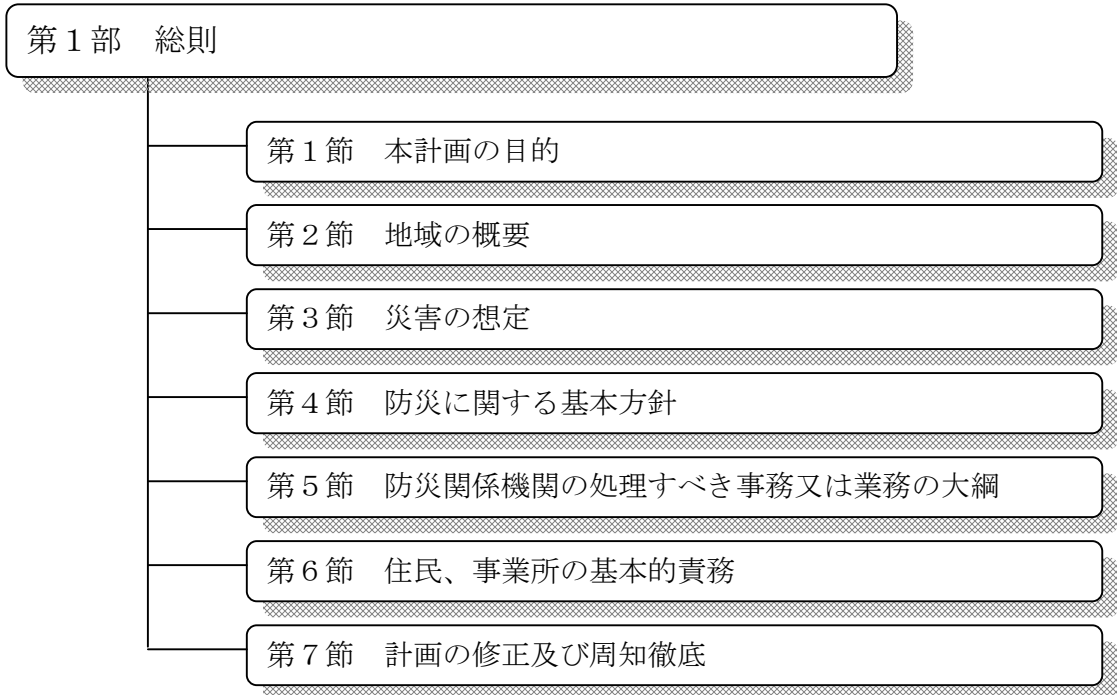 第１部　総則
第１節　本計画の目的
第２節　地域の概要
第３節　災害の想定
第４節　防災に関する基本方針
第５節　防災関係機関の処理すべき事務又は業務の大綱
第６節　住民、事業所の基本的責務
第７節　計画の修正及び周知徹底